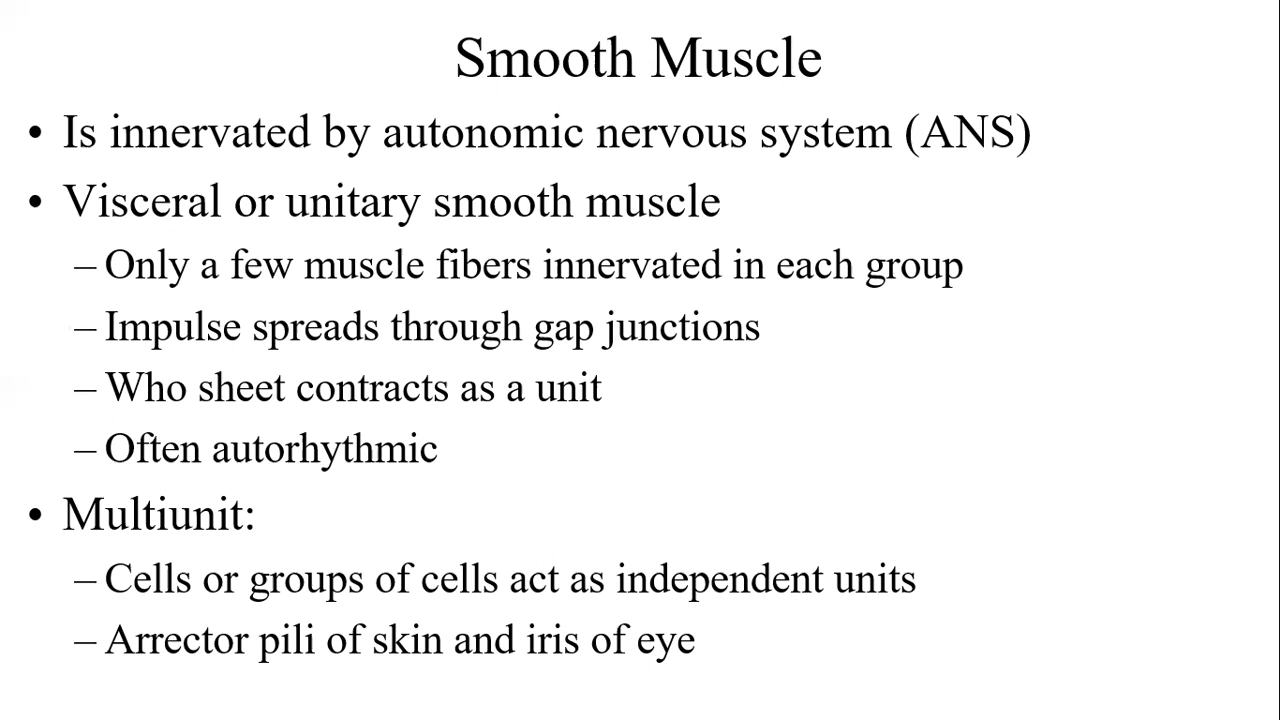 Smooth Muscle
• Is innervated by autonomic nervous system (ANS)
• Visceral or unitary smooth muscle
– Only a few muscle fibers innervated in each group
– Impulse spreads through gap junctions
– Who sheet contracts as a unit
– Often autorhythmic
• Multiunit:
– Cells or groups of cells act as independent units
– Arrector pili of skin and iris of eye